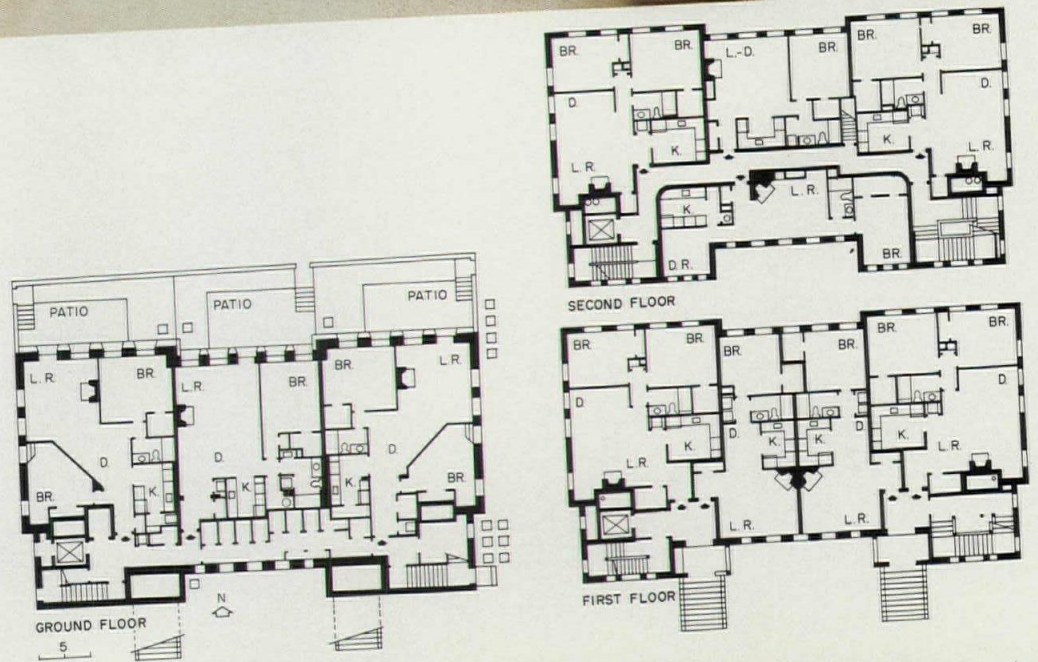 BR.
BR.
L.-D.
BR.
BR.
BR.
D.
D.
K.
K.
L. R.
L. R.
L. R.
K.
D. R.
BR.
BR.
SECOND FLOOR
PATIO
PATIO
PATIO
L. R.
BR.
L. R.
BR.
BR.
L.R.
D.
D.
D.
BR.
K.
K.
K.
BR.
N
GROUND FLOOR
5
BR.
BR.
BR.
BR.
BR.
BR.
D.
D.
D.
D.
K.
K.
K.
K.
L. R.
L. R.
L. R.
L. R.
FIRST FLOOR